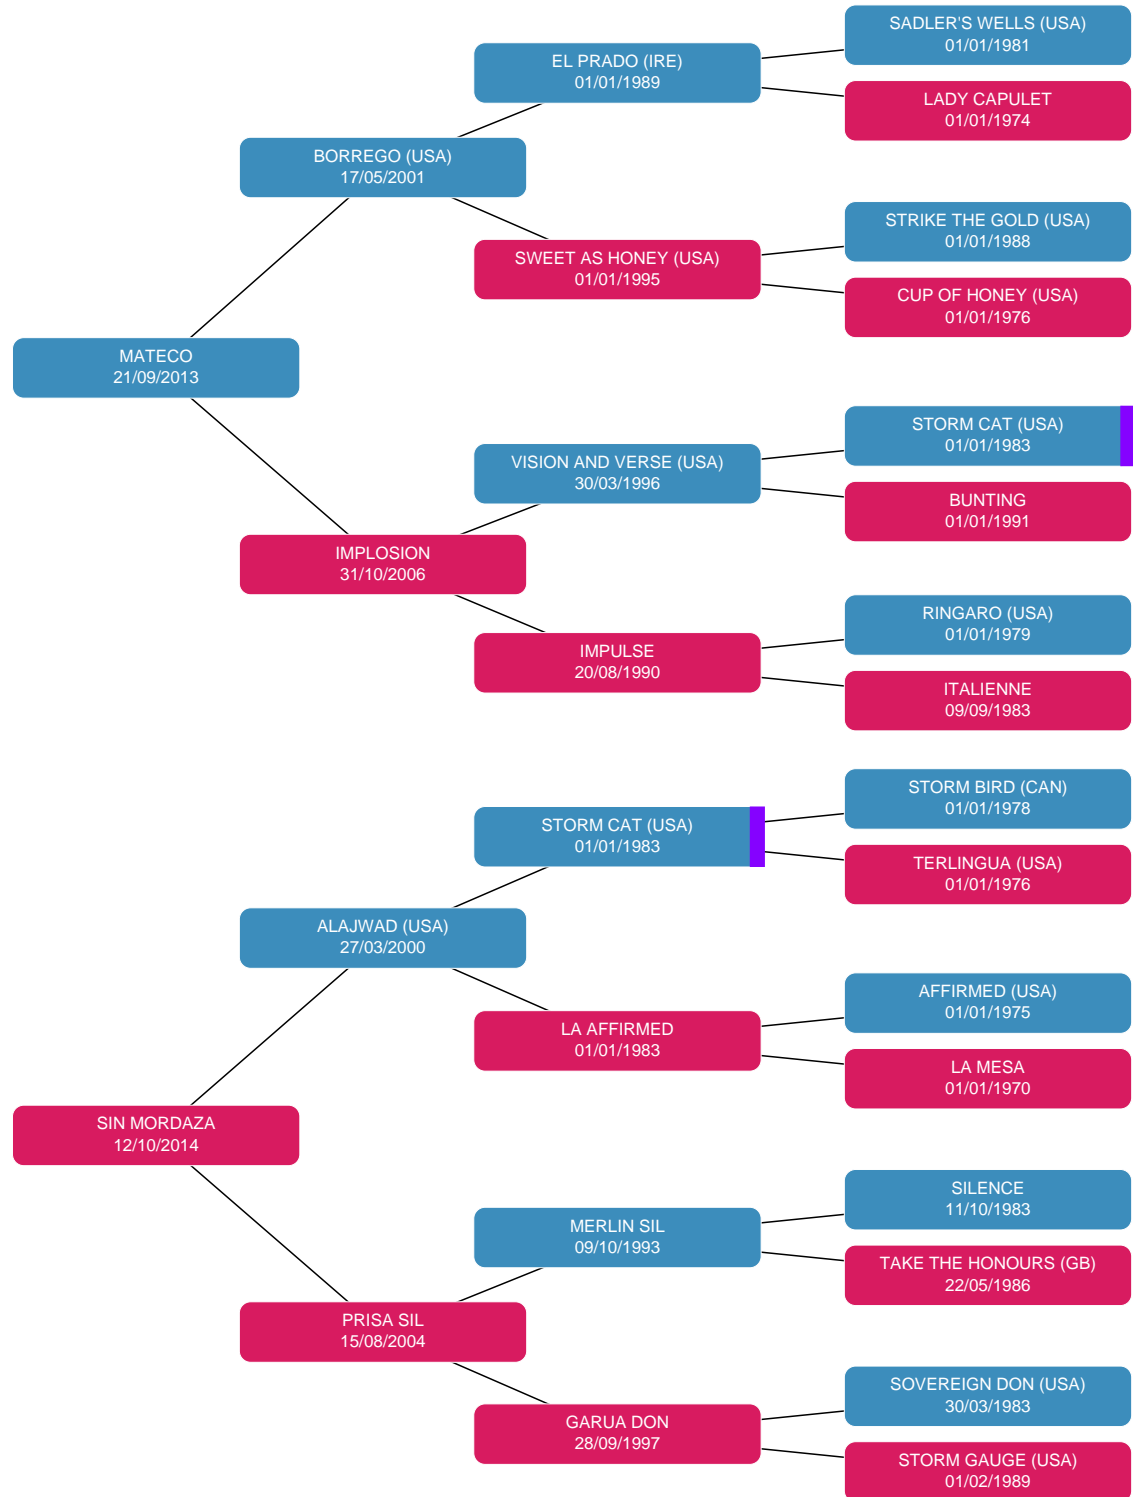 SADLER'S WELLS (USA)
01/01/1981
EL PRADO (IRE)
01/01/1989
LADY CAPULET
01/01/1974
BORREGO (USA)
17/05/2001
STRIKE THE GOLD (USA)
01/01/1988
SWEET AS HONEY (USA)
01/01/1995
CUP OF HONEY (USA)
01/01/1976
MATECO
21/09/2013
STORM CAT (USA)
01/01/1983
VISION AND VERSE (USA)
30/03/1996
BUNTING
01/01/1991
IMPLOSION
31/10/2006
RINGARO (USA)
01/01/1979
IMPULSE
20/08/1990
ITALIENNE
09/09/1983
STORM BIRD (CAN)
01/01/1978
STORM CAT (USA)
01/01/1983
TERLINGUA (USA)
01/01/1976
ALAJWAD (USA)
27/03/2000
AFFIRMED (USA)
01/01/1975
LA AFFIRMED
01/01/1983
LA MESA
01/01/1970
SIN MORDAZA
12/10/2014
SILENCE
11/10/1983
MERLIN SIL
09/10/1993
TAKE THE HONOURS (GB)
22/05/1986
PRISA SIL
15/08/2004
SOVEREIGN DON (USA)
30/03/1983
GARUA DON
28/09/1997
STORM GAUGE (USA)
01/02/1989